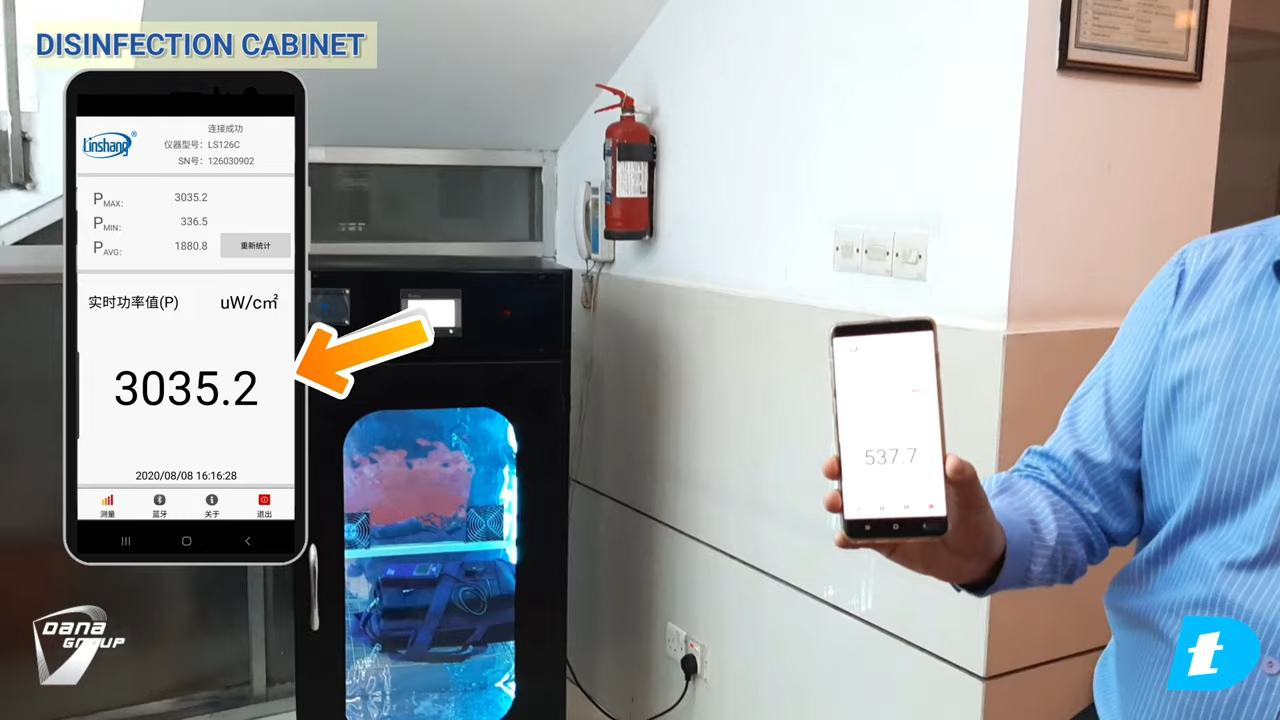 DISINFECTION CABINET
Linshang®
连接成功
仪器型号: LS126C
SN号: 126030902
PMAX: 3035.2
PMIN: 336.5
PAVG: 1880.8
重新统计
实时功率值(P) uW/cm²
3035.2
2020/08/08 16:16:28
测量 蓝牙 关于 退出
537.7
Dana
GROUP
t